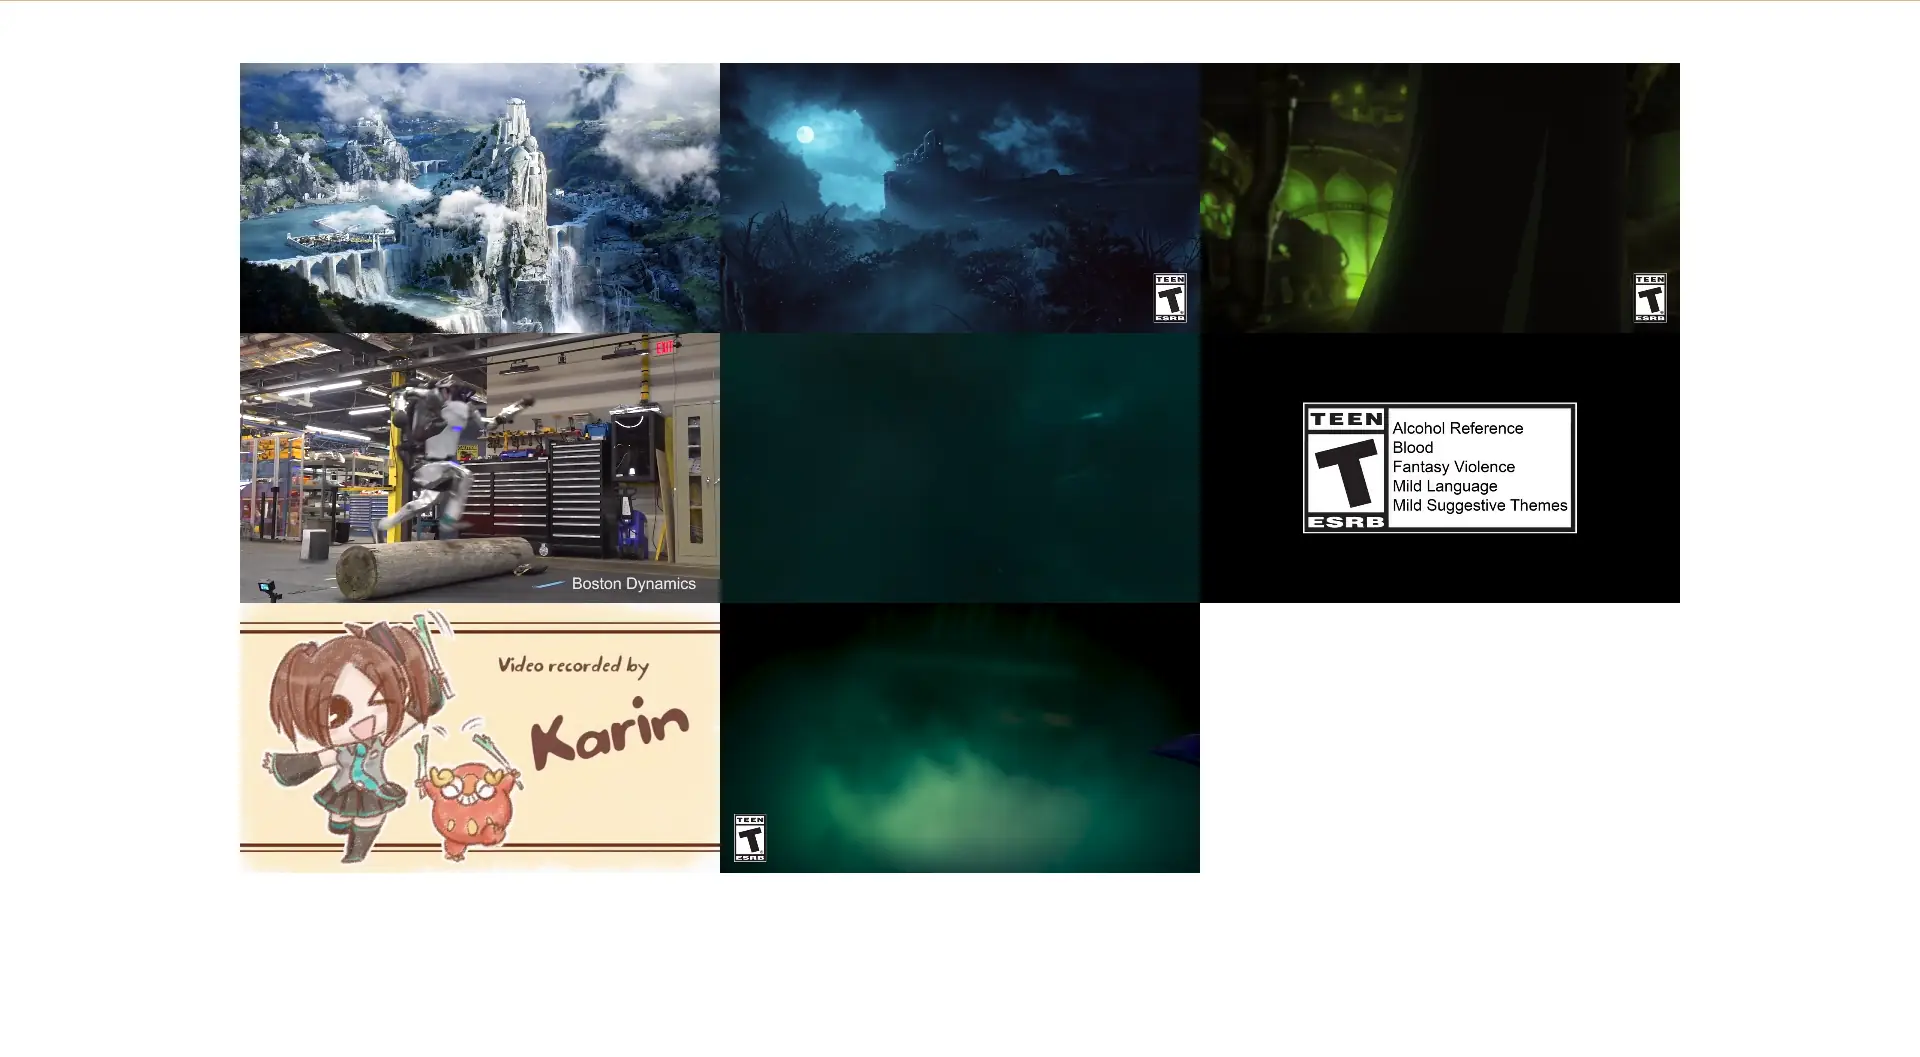 TEEN
T
ESRB
TEEN
T
ESRB
EXIT
Boston Dynamics
TEEN
T
ESRB
Alcohol Reference
Blood
Fantasy Violence
Mild Language
Mild Suggestive Themes
Video recorded by
Karin
TEEN
T
ESRB